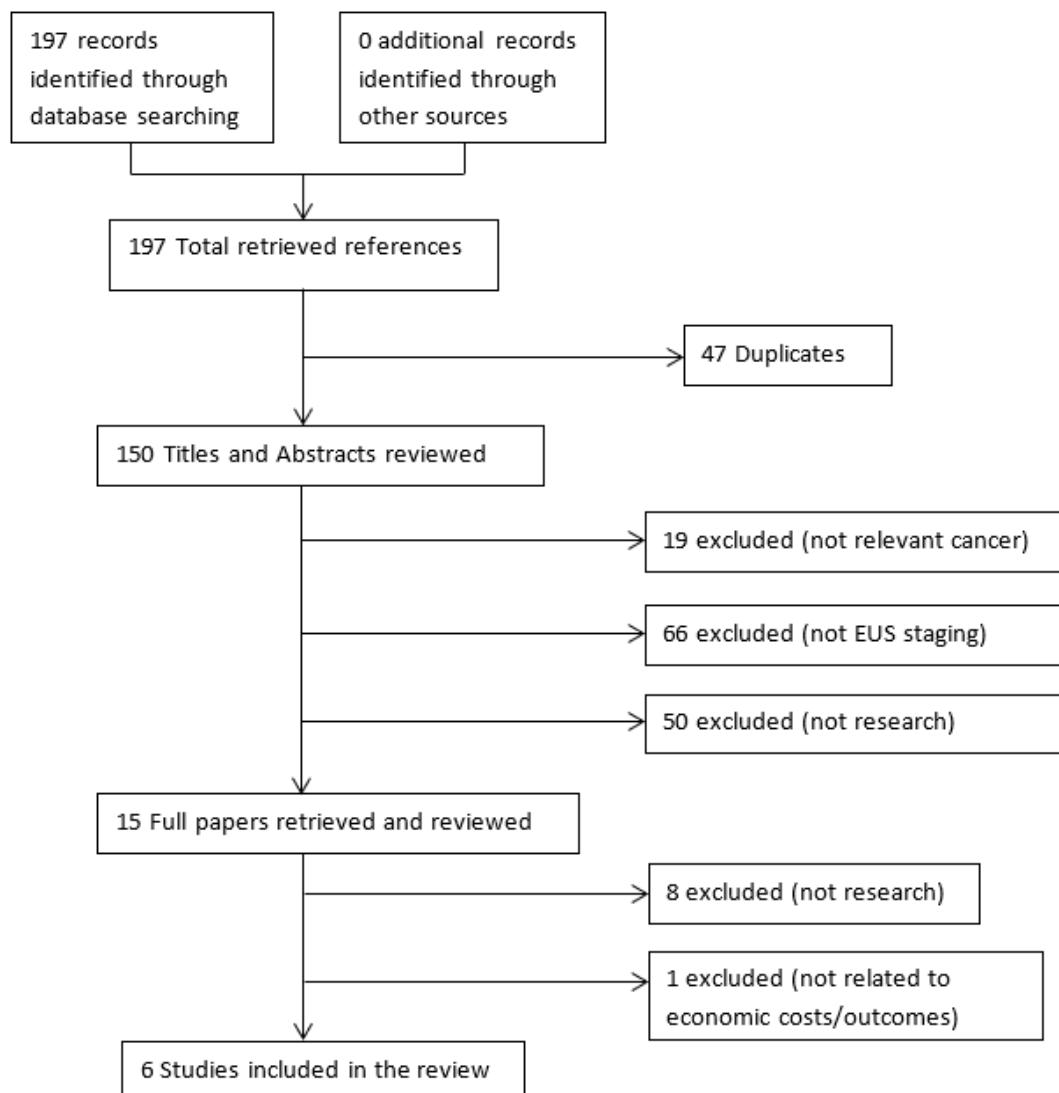 197 records
identified through
database searching
0 additional records
identified through
other sources
197 Total retrieved references
47 Duplicates
150 Titles and Abstracts reviewed
19 excluded (not relevant cancer)
66 excluded (not EUS staging)
50 excluded (not research)
15 Full papers retrieved and reviewed
8 excluded (not research)
1 excluded (not related to
economic costs/outcomes)
6 Studies included in the review